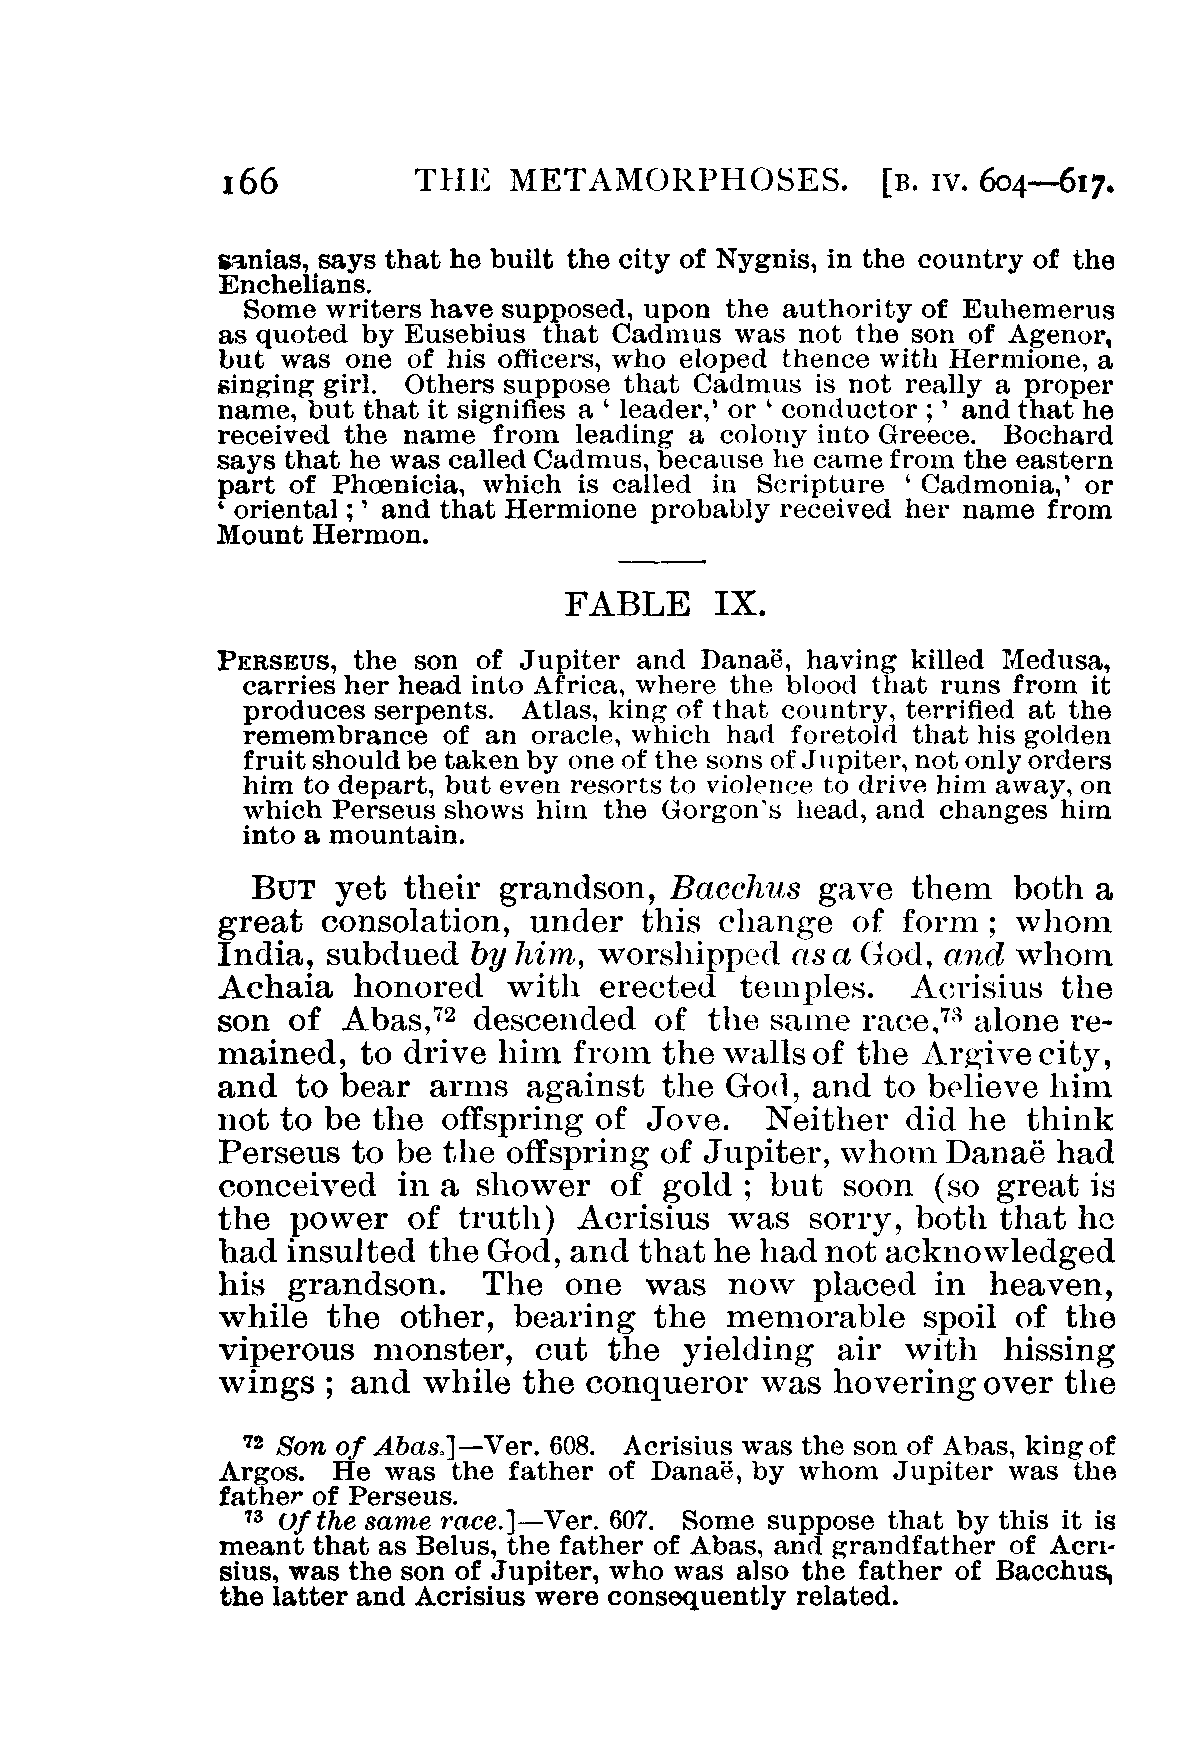 166 THE METAMORPHOSES. [B. IV. 604—617.
sanias, says that he built the city of Nygnis, in the country of the
Enchelians.
Some writers have supposed, upon the authority of Euhemerus
as quoted by Eusebius that Cadmus was not the son of Agenor,
but was one of his officers, who eloped thence with Hermione, a
singing girl. Others suppose that Cadmus is not really a proper
name, but that it signifies a ‘ leader,’ or ‘ conductor ; ’ and that he
received the name from leading a colony into Greece. Bochard
says that he was called Cadmus, because he came from the eastern
part of Phœnicia, which is called in Scripture ‘ Cadmonia,’ or
‘ oriental ; ’ and that Hermione probably received her name from
Mount Hermon.
FABLE IX.
PERSEUS, the son of Jupiter and Danaë, having killed Medusa,
carries her head into Africa, where the blood that runs from it
produces serpents. Atlas, king of that country, terrified at the
remembrance of an oracle, which had foretold that his golden
fruit should be taken by one of the sons of Jupiter, not only orders
him to depart, but even resorts to violence to drive him away, on
which Perseus shows him the Gorgon's head, and changes him
into a mountain.
BUT yet their grandson, Bacchus gave them both a
great consolation, under this change of form ; whom
India, subdued by him, worshipped as a God, and whom
Achaia honored with erected temples. Acrisius the
son of Abas,⁷² descended of the same race,⁷³ alone re-
mained, to drive him from the walls of the Argive city,
and to bear arms against the God, and to believe him
not to be the offspring of Jove. Neither did he think
Perseus to be the offspring of Jupiter, whom Danaë had
conceived in a shower of gold ; but soon (so great is
the power of truth) Acrisius was sorry, both that he
had insulted the God, and that he had not acknowledged
his grandson. The one was now placed in heaven,
while the other, bearing the memorable spoil of the
viperous monster, cut the yielding air with hissing
wings ; and while the conqueror was hovering over the
⁷² Son of Abas.]—Ver. 608. Acrisius was the son of Abas, king of
Argos. He was the father of Danaë, by whom Jupiter was the
father of Perseus.
⁷³ Of the same race.]—Ver. 607. Some suppose that by this it is
meant that as Belus, the father of Abas, and grandfather of Acri-
sius, was the son of Jupiter, who was also the father of Bacchus,
the latter and Acrisius were consequently related.